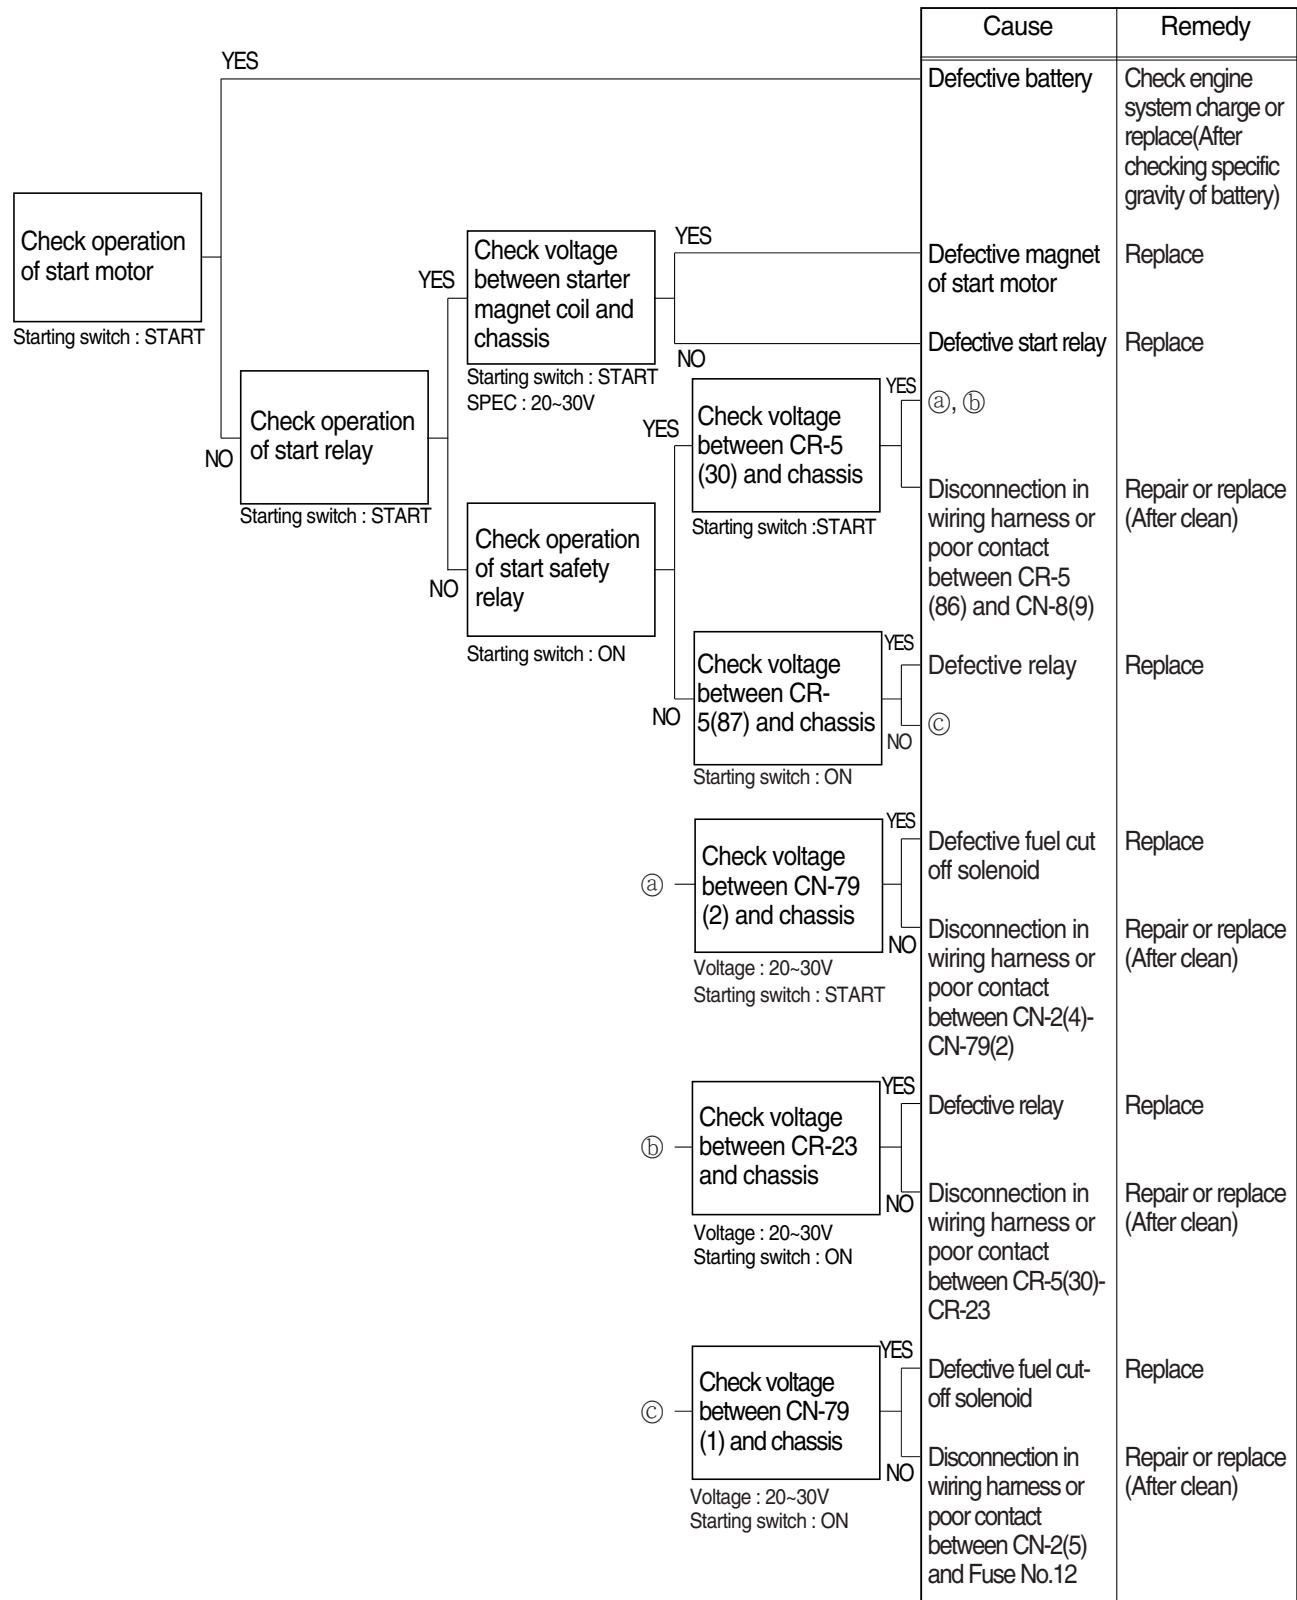 Cause
Remedy
YES
Defective battery
Check engine
system charge or
replace(After
checking specific
gravity of battery)
Check operation
of start motor
Starting switch : START
YES
Check voltage
between starter
magnet coil and
chassis
Starting switch : START
SPEC : 20~30V
YES
Defective magnet
of start motor
Replace
NO
Defective start relay
Replace
NO
Check operation
of start relay
Starting switch : START
YES
Check voltage
between CR-5
(30) and chassis
Starting switch :START
YES
ⓐ, ⓑ
Disconnection in
wiring harness or
poor contact
between CR-5
(86) and CN-8(9)
Repair or replace
(After clean)
NO
Check operation
of start safety
relay
Starting switch : ON
NO
Check voltage
between CR-
5(87) and chassis
Starting switch : ON
YES
Defective relay
Replace
NO
ⓒ
ⓐ
Check voltage
between CN-79
(2) and chassis
Voltage : 20~30V
Starting switch : START
YES
Defective fuel cut
off solenoid
Replace
NO
Disconnection in
wiring harness or
poor contact
between CN-2(4)-
CN-79(2)
Repair or replace
(After clean)
ⓑ
Check voltage
between CR-23
and chassis
Voltage : 20~30V
Starting switch : ON
YES
Defective relay
Replace
NO
Disconnection in
wiring harness or
poor contact
between CR-5(30)-
CR-23
Repair or replace
(After clean)
ⓒ
Check voltage
between CN-79
(1) and chassis
Voltage : 20~30V
Starting switch : ON
YES
Defective fuel cut-
off solenoid
Replace
NO
Disconnection in
wiring harness or
poor contact
between CN-2(5)
and Fuse No.12
Repair or replace
(After clean)